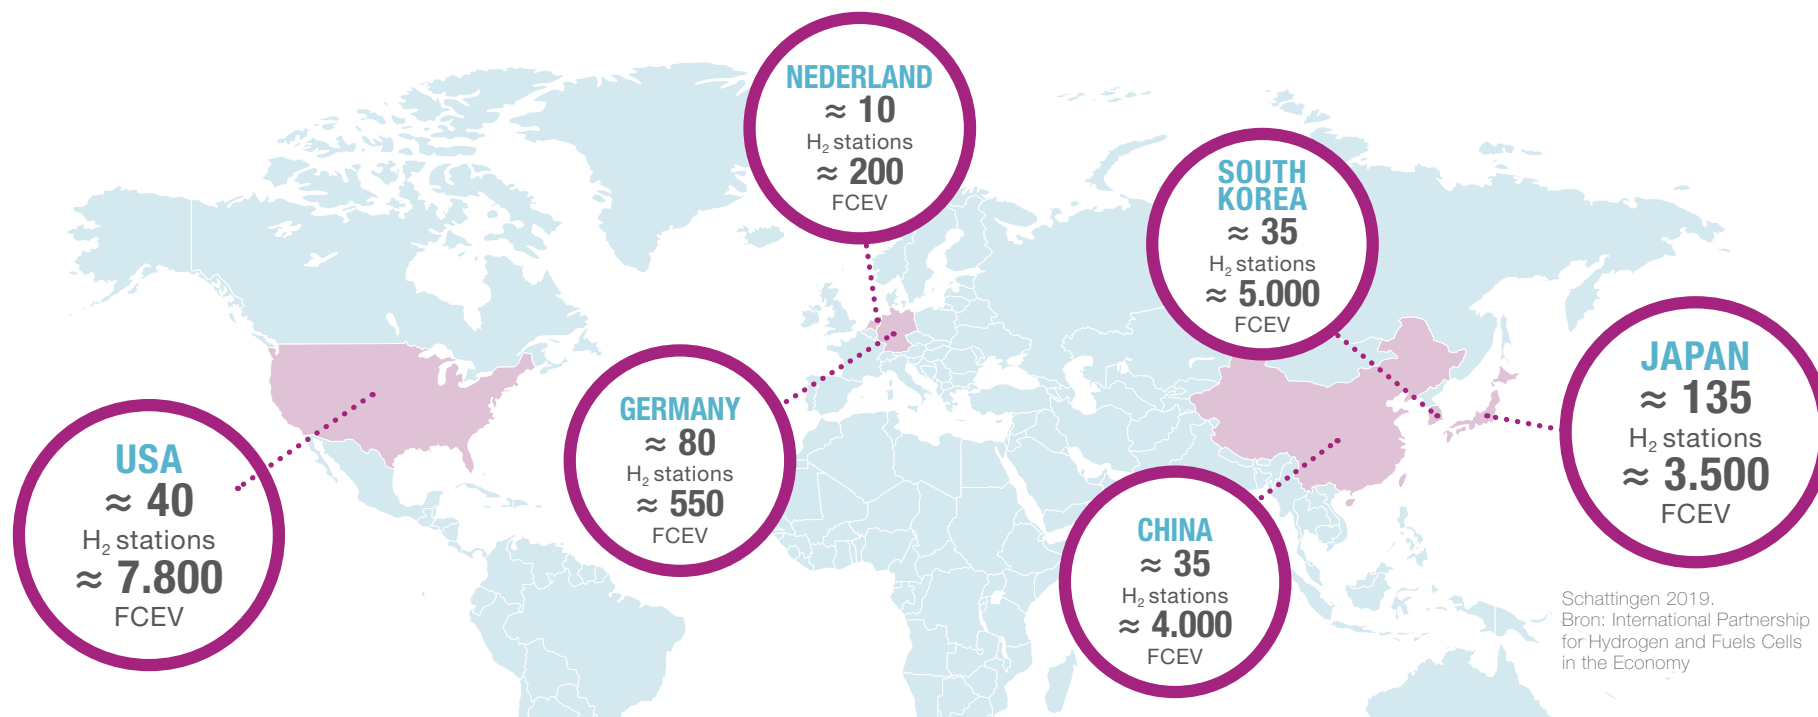 NEDERLAND
≈ 10
H₂ stations
≈ 200
FCEV
SOUTH
KOREA
≈ 35
H₂ stations
≈ 5.000
FCEV
JAPAN
≈ 135
H₂ stations
≈ 3.500
FCEV
GERMANY
≈ 80
H₂ stations
≈ 550
FCEV
USA
≈ 40
H₂ stations
≈ 7.800
FCEV
CHINA
≈ 35
H₂ stations
≈ 4.000
FCEV
Schattingen 2019.
Bron: International Partnership
for Hydrogen and Fuels Cells
in the Economy